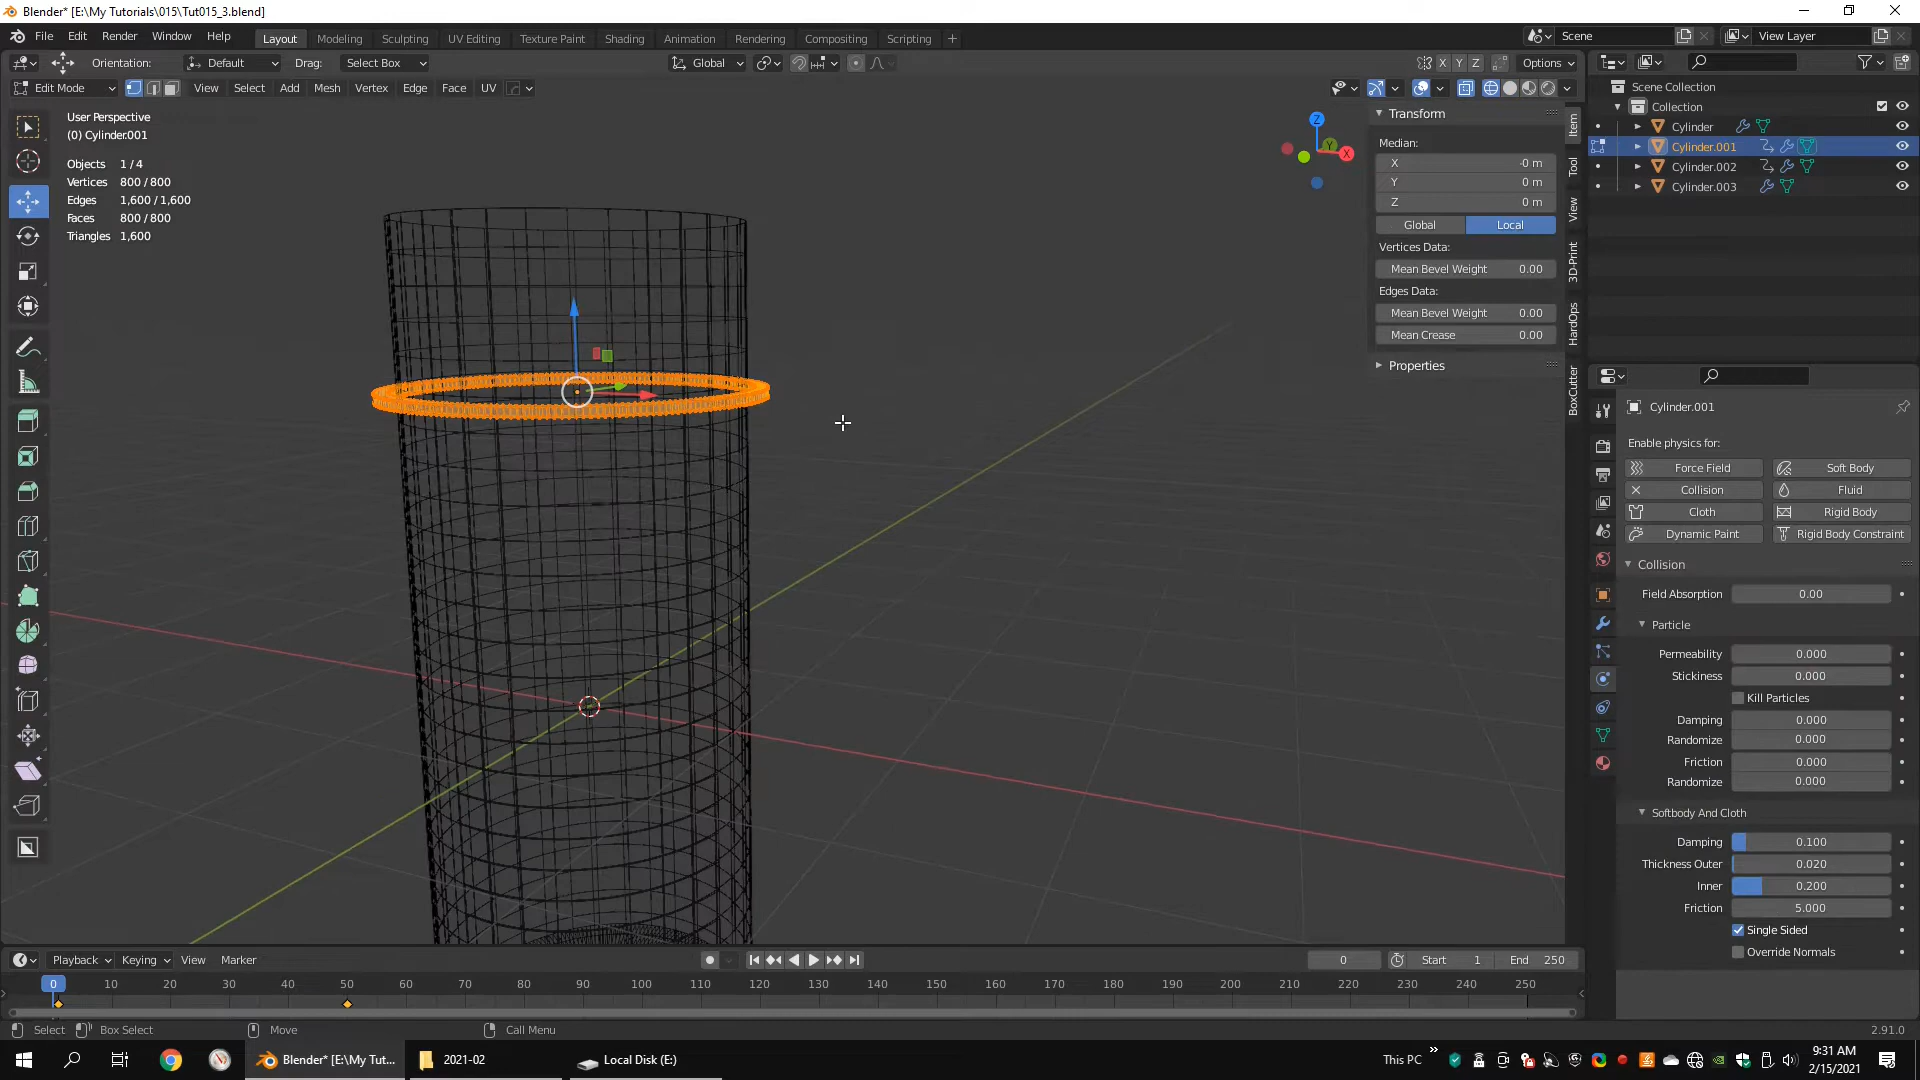 Blender* [E:\My Tutorials\015\Tut015_3.blend]
File Edit Render Window Help Layout Modeling Sculpting UV Editing Texture Paint Shading Animation Rendering Compositing Scripting + Scene View Layer
Orientation: Default Drag: Select Box Global X Y Z Options
Edit Mode View Select Add Mesh Vertex Edge Face UV
User Perspective
(0) Cylinder.001
Objects 1 / 4
Vertices 800 / 800
Edges 1,600 / 1,600
Faces 800 / 800
Triangles 1,600
Z
Y
X
Transform
Median:
X -0 m
Y 0 m
Z 0 m
Global Local
Vertices Data:
Mean Bevel Weight 0.00
Edges Data:
Mean Bevel Weight 0.00
Mean Crease 0.00
Properties
Item
Tool
View
3D-Print
HardOps
BoxCutter
Scene Collection
Collection
Cylinder
Cylinder.001
Cylinder.002
Cylinder.003
Cylinder.001
Enable physics for:
Force Field Soft Body
Collision Fluid
Cloth Rigid Body
Dynamic Paint Rigid Body Constraint
Collision
Field Absorption 0.00
Particle
Permeability 0.000
Stickiness 0.000
Kill Particles
Damping 0.000
Randomize 0.000
Friction 0.000
Randomize 0.000
Softbody And Cloth
Damping 0.100
Thickness Outer 0.020
Inner 0.200
Friction 5.000
Single Sided
Override Normals
Playback Keying View Marker 0 Start 1 End 250
0 10 20 30 40 50 60 70 80 90 100 110 120 130 140 150 160 170 180 190 200 210 220 230 240 250
Select Box Select Move Call Menu 2.91.0
Blender* [E:\My Tut... 2021-02 Local Disk (E:) This PC »
9:31 AM
2/15/2021